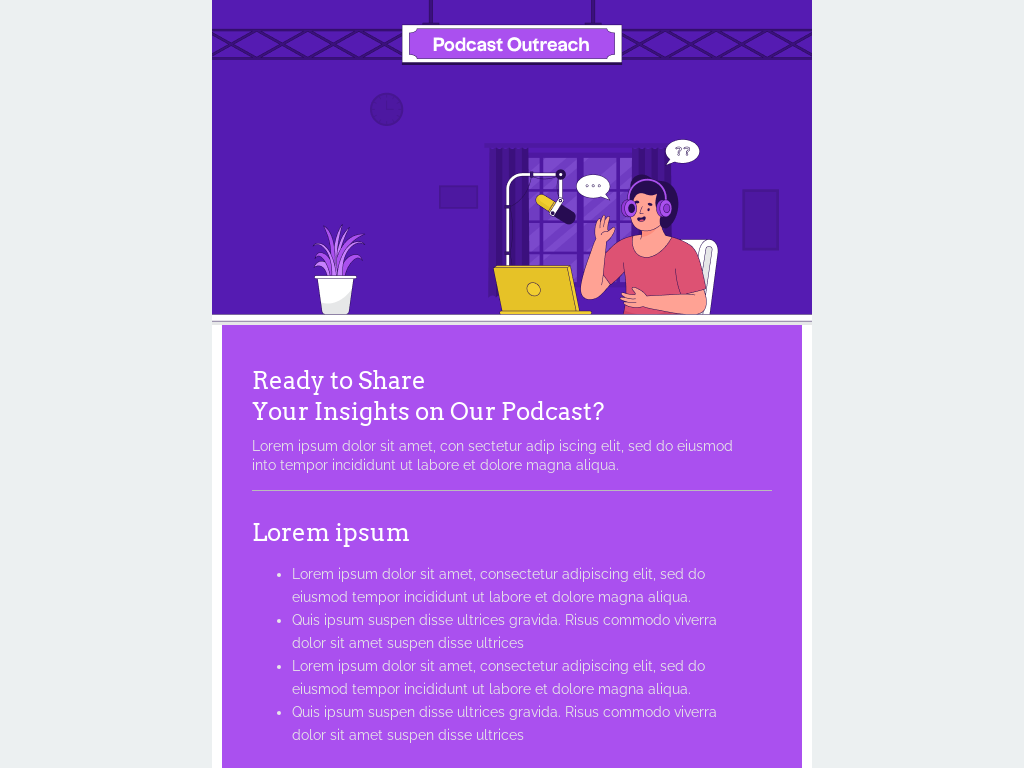 Podcast Outreach
??
...
Ready to Share
Your Insights on Our Podcast?
Lorem ipsum dolor sit amet, con sectetur adip iscing elit, sed do eiusmod
into tempor incididunt ut labore et dolore magna aliqua.
Lorem ipsum
• Lorem ipsum dolor sit amet, consectetur adipiscing elit, sed do
eiusmod tempor incididunt ut labore et dolore magna aliqua.
• Quis ipsum suspen disse ultrices gravida. Risus commodo viverra
dolor sit amet suspen disse ultrices
• Lorem ipsum dolor sit amet, consectetur adipiscing elit, sed do
eiusmod tempor incididunt ut labore et dolore magna aliqua.
• Quis ipsum suspen disse ultrices gravida. Risus commodo viverra
dolor sit amet suspen disse ultrices